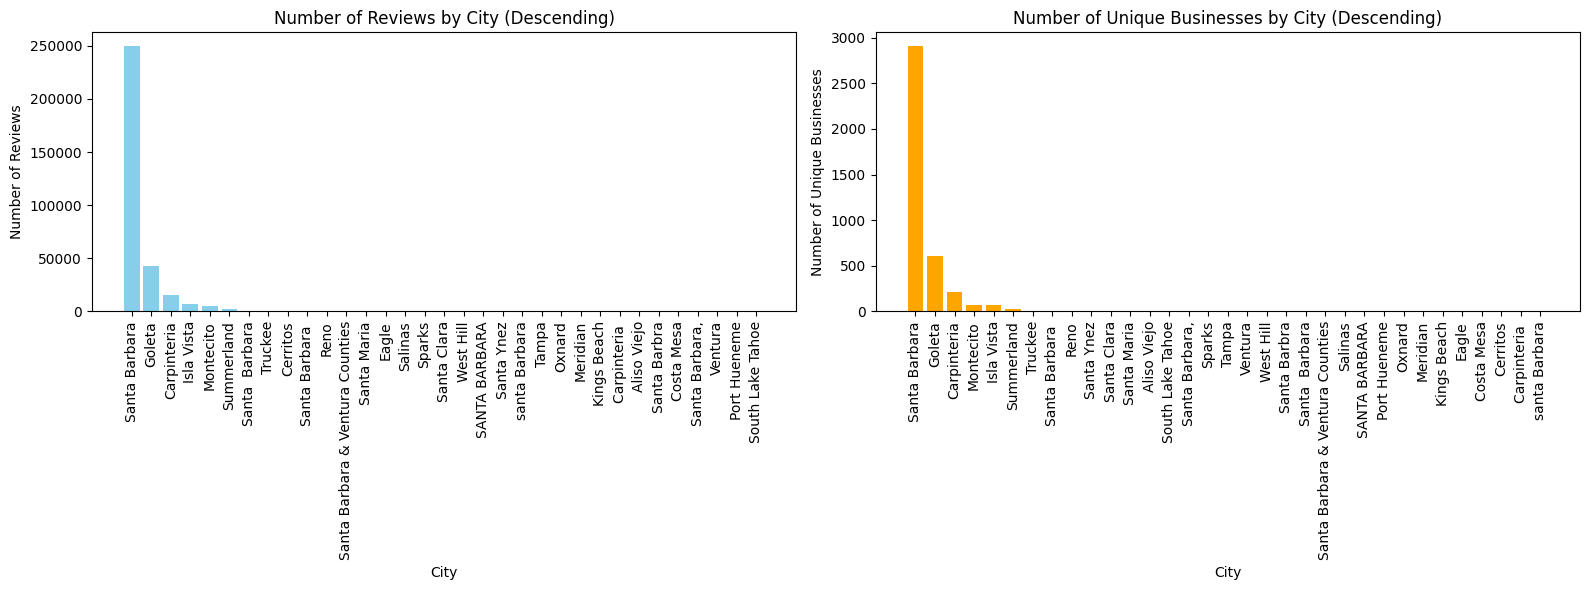 Number of Reviews by City (Descending)
Number of Reviews
250000
200000
150000
100000
50000
0
Santa Barbara
Goleta
Carpinteria
Isla Vista
Montecito
Summerland
Santa  Barbara
Truckee
Cerritos
Santa Barbara
Reno
Santa Barbara & Ventura Counties
Santa Maria
Eagle
Salinas
Sparks
Santa Clara
West Hill
SANTA BARBARA
Santa Ynez
santa Barbara
Tampa
Oxnard
Meridian
Kings Beach
Carpinteria
Aliso Viejo
Santa Barbra
Costa Mesa
Santa Barbara,
Ventura
Port Hueneme
South Lake Tahoe
City
Number of Unique Businesses by City (Descending)
Number of Unique Businesses
3000
2500
2000
1500
1000
500
0
Santa Barbara
Goleta
Carpinteria
Montecito
Isla Vista
Summerland
Truckee
Santa Barbara
Reno
Santa Ynez
Santa Clara
Santa Maria
Aliso Viejo
South Lake Tahoe
Santa Barbara,
Sparks
Tampa
Ventura
West Hill
Santa Barbra
Santa  Barbara
Santa Barbara & Ventura Counties
Salinas
SANTA BARBARA
Port Hueneme
Oxnard
Meridian
Kings Beach
Eagle
Costa Mesa
Cerritos
Carpinteria
santa Barbara
City